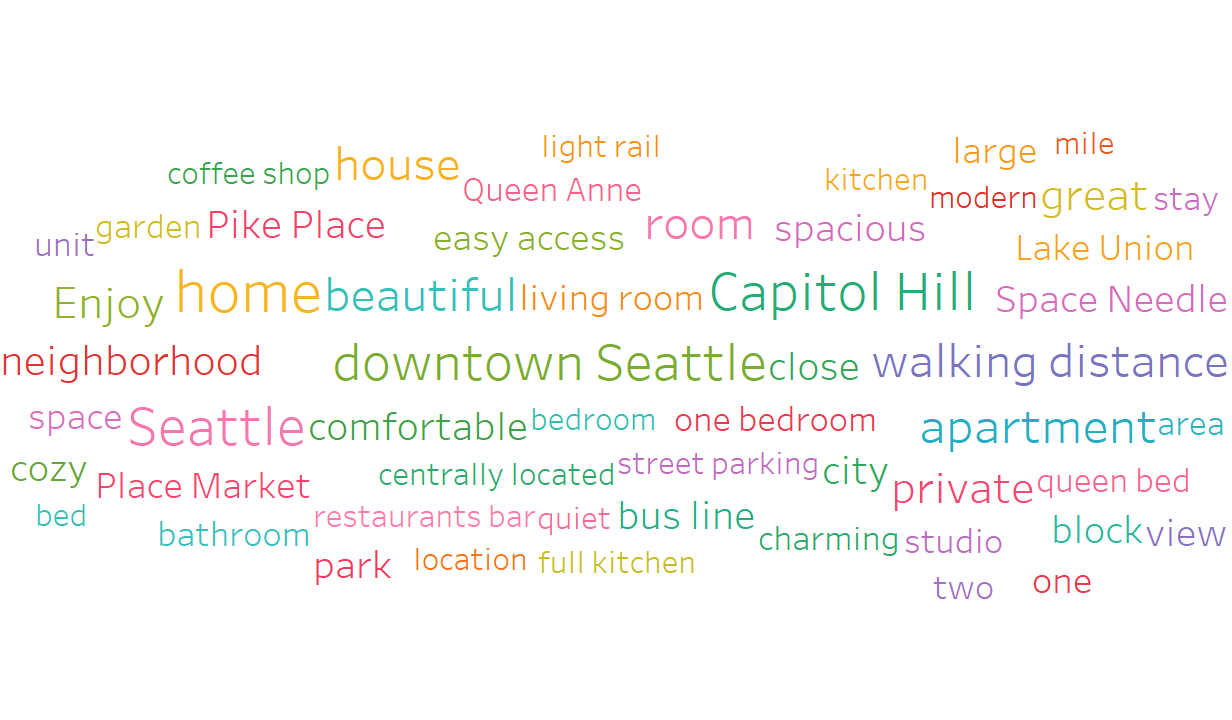 light rail
large
mile
coffee shop
house
Queen Anne
kitchen
modern
great
stay
unit
garden
Pike Place
easy access
room
spacious
Lake Union
Enjoy
home
beautiful
living room
Capitol Hill
Space Needle
neighborhood
downtown Seattle
close
walking distance
space
Seattle
comfortable
bedroom
one bedroom
apartment
area
cozy
Place Market
centrally located
street parking
city
private
queen bed
bed
bathroom
restaurants bar
quiet
bus line
charming
studio
block
view
park
location
full kitchen
two
one